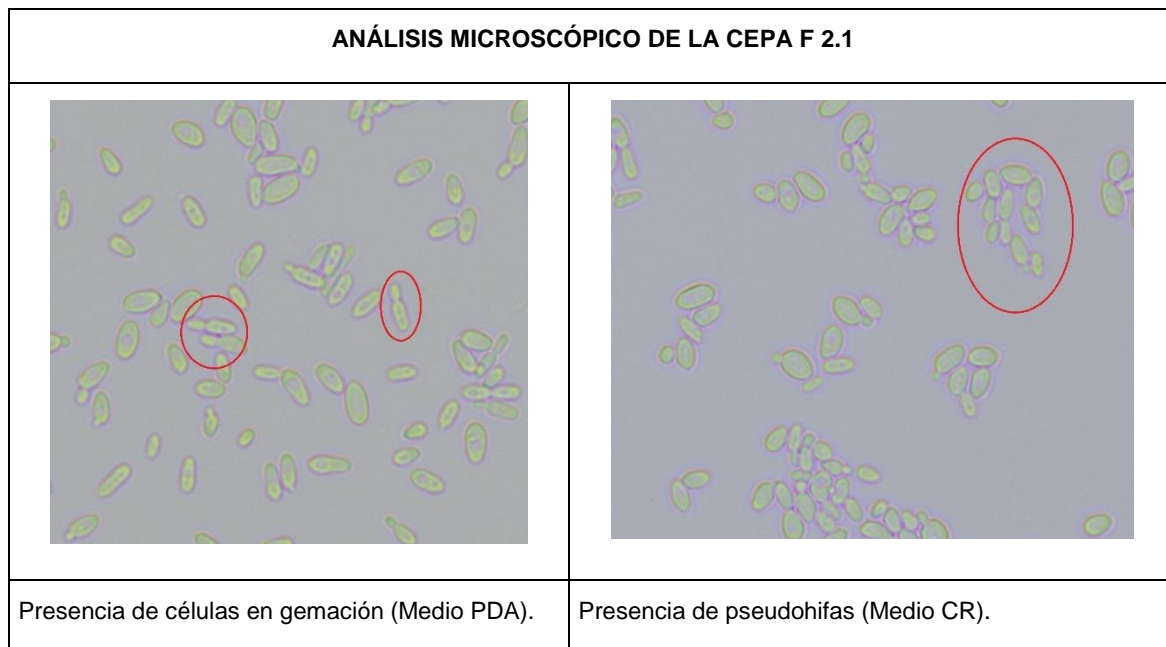 ANÁLISIS MICROSCÓPICO DE LA CEPA F 2.1
Presencia de células en gemación (Medio PDA).
Presencia de pseudohifas (Medio CR).